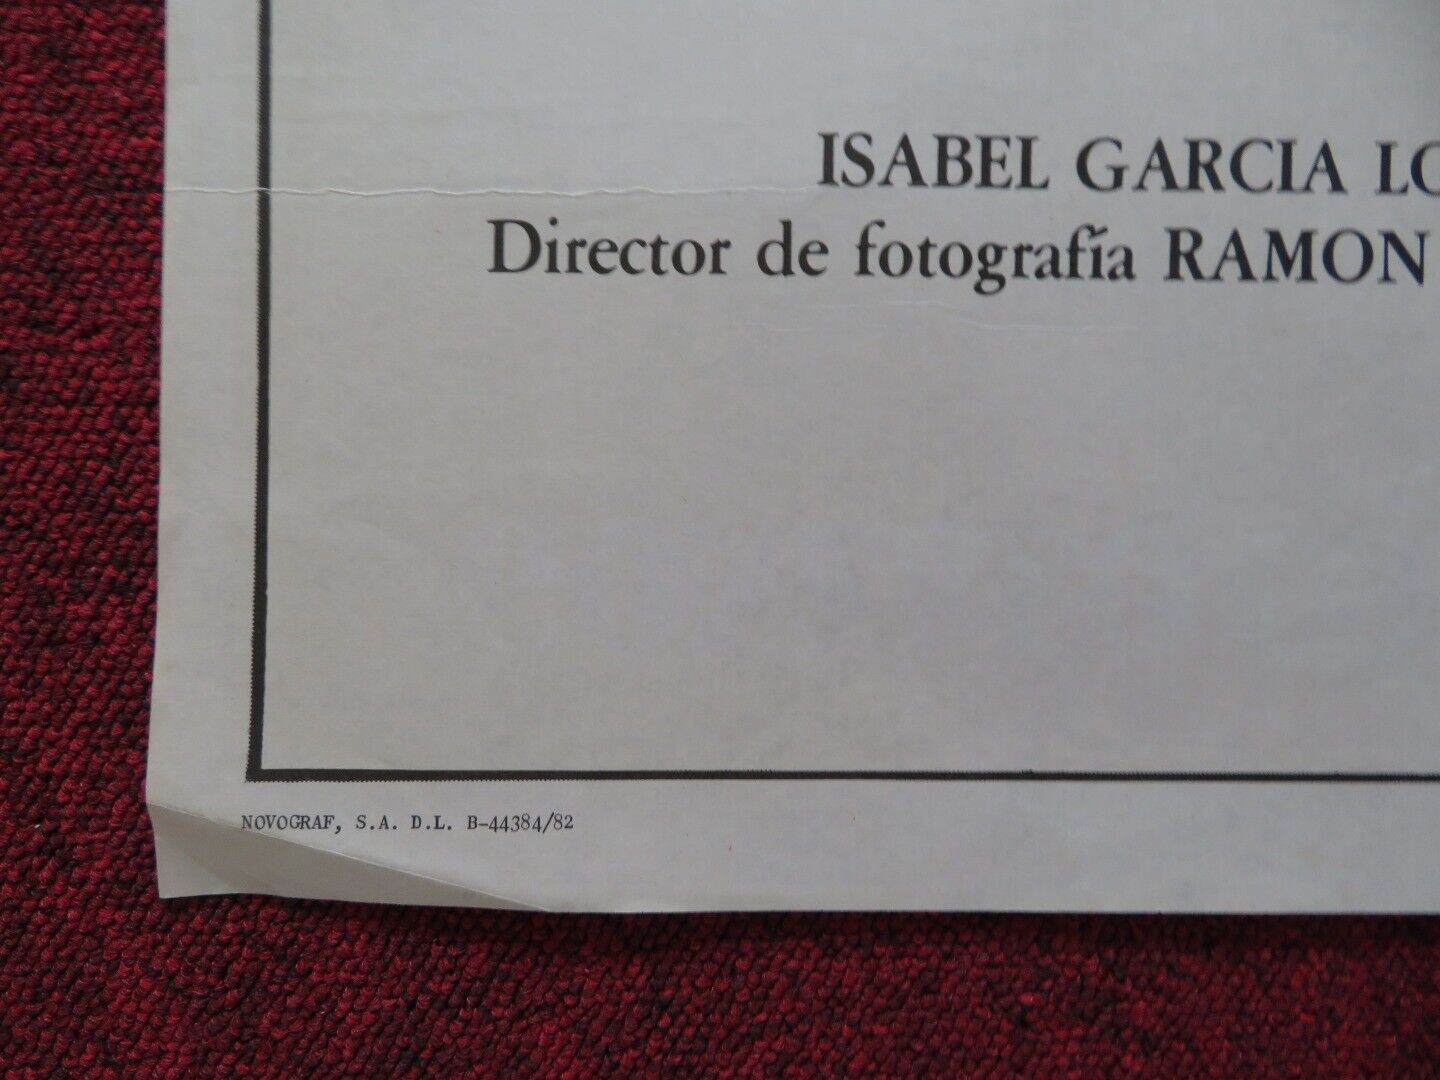 ISABEL GARCIA LO
Director de fotografía RAMON
NOVOGRAF, S.A. D.L. B-44384/82